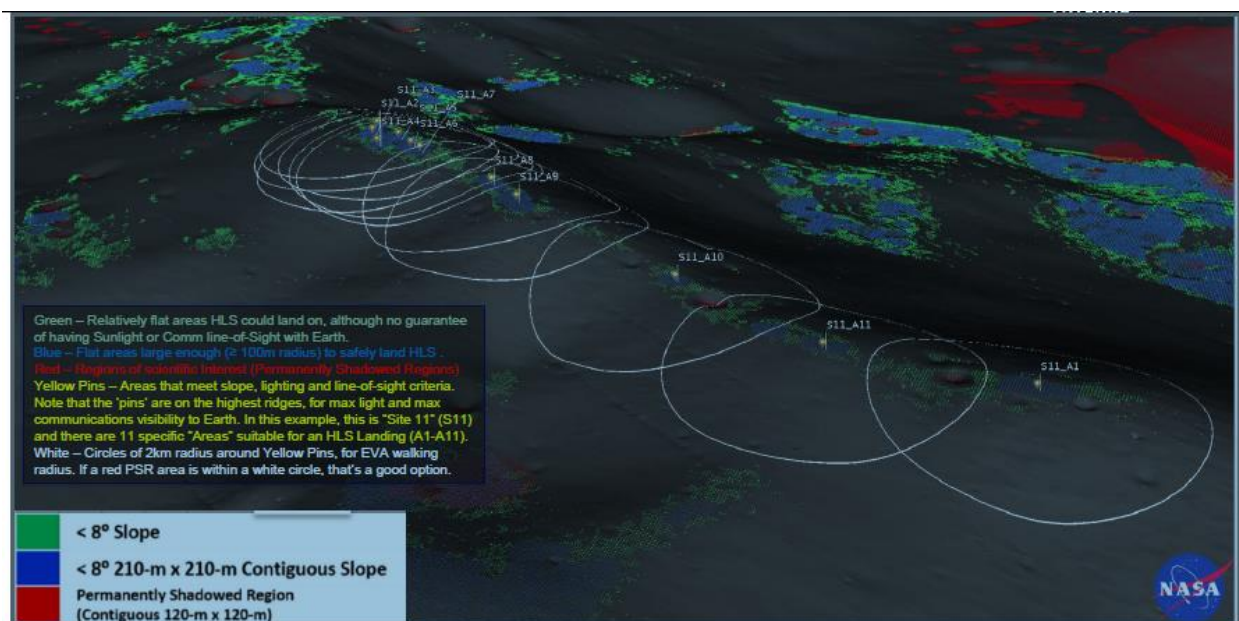 S11_A3
S11_A7
S11_A2
S11_A5
S11_A4
S11_A6
S11_A8
S11_A9
S11_A10
S11_A11
S11_A1
Green – Relatively flat areas HLS could land on, although no guarantee
of having Sunlight or Comm line-of-Sight with Earth.
Blue – Flat areas large enough (≥ 100m radius) to safely land HLS .
Red – Regions of scientific Interest (Permanently Shadowed Regions)
Yellow Pins – Areas that meet slope, lighting and line-of-sight criteria.
Note that the 'pins' are on the highest ridges, for max light and max
communications visibility to Earth. In this example, this is "Site 11" (S11)
and there are 11 specific "Areas" suitable for an HLS Landing (A1-A11).
White – Circles of 2km radius around Yellow Pins, for EVA walking
radius. If a red PSR area is within a white circle, that's a good option.
< 8º Slope
< 8º 210-m x 210-m Contiguous Slope
Permanently Shadowed Region
(Contiguous 120-m x 120-m)
NASA